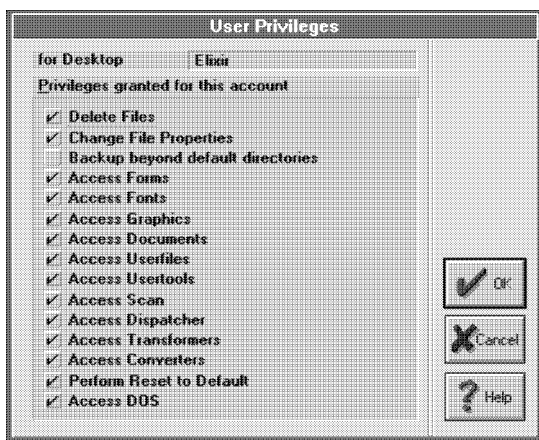 User Privileges
for Desktop Elixir
Privileges granted for this account
Delete Files
Change File Properties
Backup beyond default directories
Access Forms
Access Fonts
Access Graphics
Access Documents
Access Userfiles
Access Usertools
Access Scan
Access Dispatcher
Access Transformers
Access Converters
Perform Reset to Default
Access DOS
OK
Cancel
Help